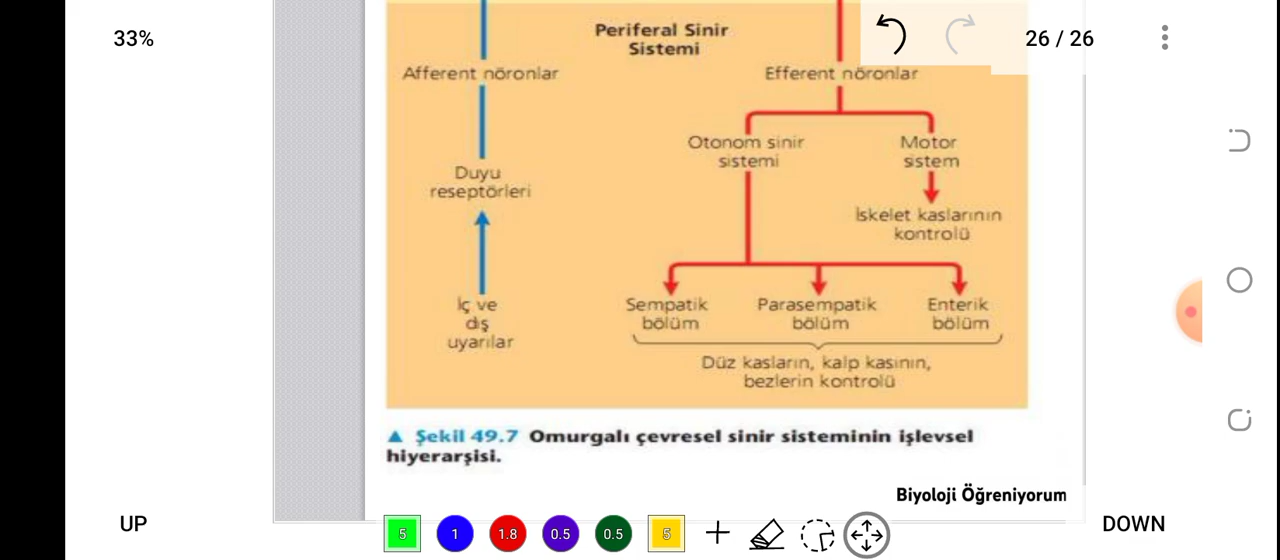 33%
26 / 26
Periferal Sinir
Sistemi
Afferent nöronlar
Efferent nöronlar
Otonom sinir
sistemi
Motor
sistem
Duyu
reseptörleri
İskelet kaslarının
kontrolü
İç ve
dış
uyarılar
Sempatik
bölüm
Parasempatik
bölüm
Enterik
bölüm
Düz kasların, kalp kasının,
bezlerin kontrolü
▲ Şekil 49.7 Omurgalı çevresel sinir sisteminin işlevsel
hiyerarşisi.
Biyoloji Öğreniyorum
UP
5
1
1.8
0.5
0.5
5
DOWN